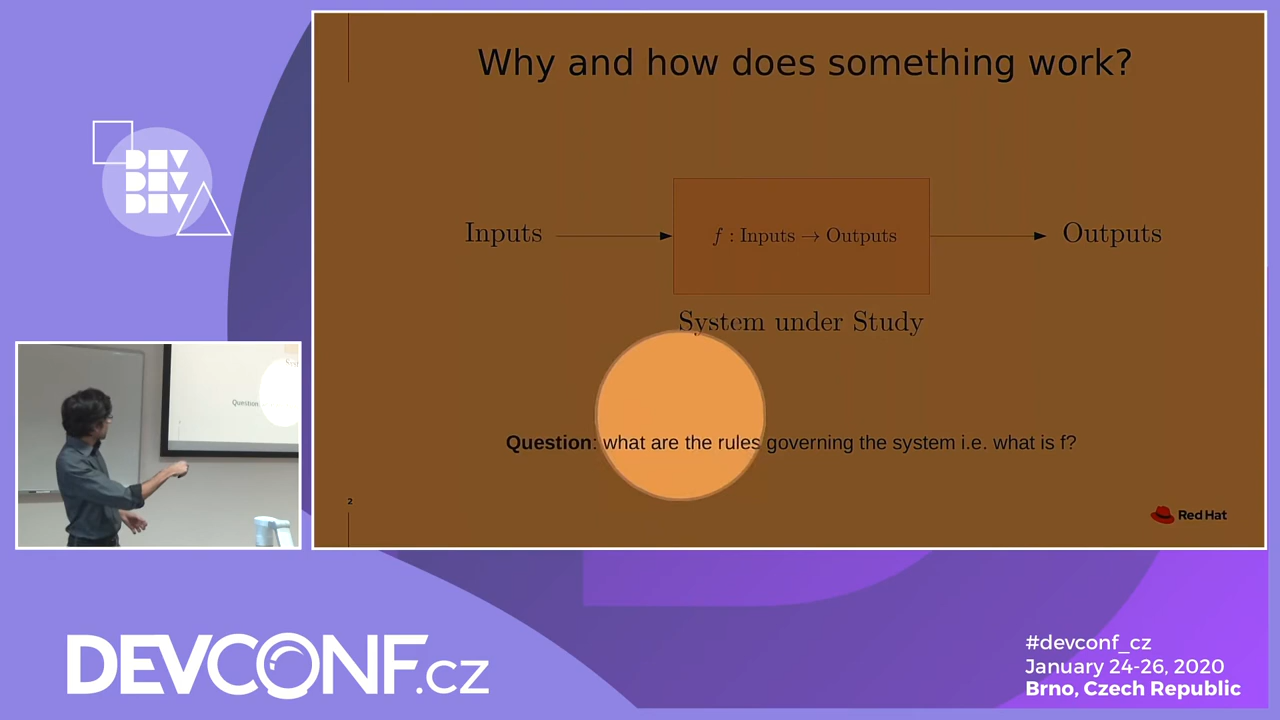 Why and how does something work?
DEV
DEV
DEV
Inputs
f : Inputs → Outputs
Outputs
System under Study
Question
Question: what are the rules governing the system i.e. what is f?
2
Red Hat
DEVCONF.cz
#devconf_cz
January 24-26, 2020
Brno, Czech Republic